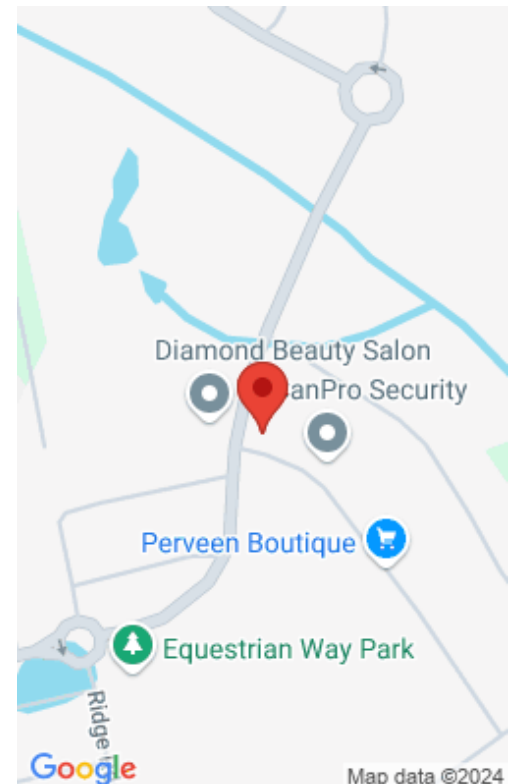 Diamond Beauty Salon
anPro Security
Perveen Boutique
Equestrian Way Park
Ridge
Google
Map data ©2024